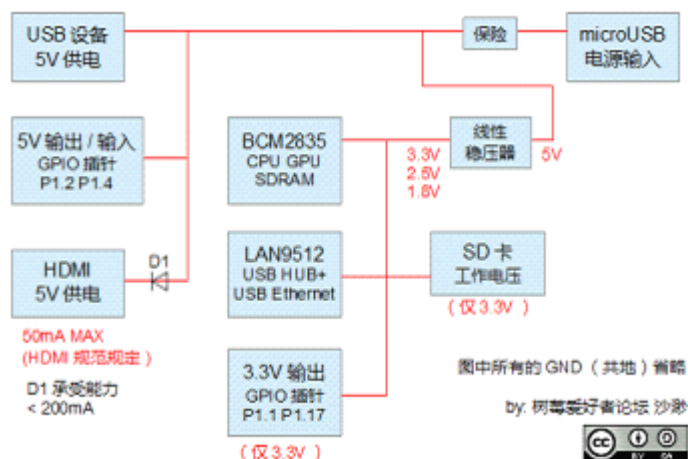 USB 设备
5V 供电
保险
microUSB
电源输入
5V 输出 / 输入
GPIO 插针
P1.2 P1.4
BCM2835
CPU GPU
SDRAM
3.3V
2.5V
1.8V
线性
稳压器
5V
HDMI
5V 供电
D1
LAN9512
USB HUB+
USB Ethernet
SD 卡
工作电压
( 仅 3.3V )
50mA MAX
(HDMI 规范规定 )
D1 承受能力
< 200mA
3.3V 输出
GPIO 插针
P1.1 P1.17
( 仅 3.3V )
图中所有的 GND （共地）省略
by: 树莓爱好者论坛 沙渺
cc
BY SA